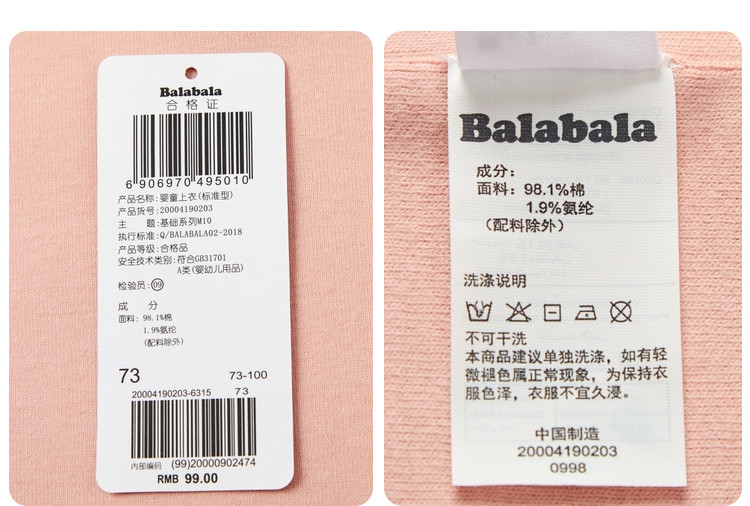 Balabala
合格证
6 906970 495010
产品名称: 婴童上衣(标准型)
产品货号: 20004190203
主 题: 基础系列M10
执行标准: Q/BALABALA02-2018
产品等级: 合格品
安全技术类别: 符合GB31701
A类(婴幼儿用品)
检验员: 09
成 分
面料: 98.1%棉
1.9%氨纶
(配料除外)
73 73-100
20004190203-6315 73
内部编码 (99)20000902474
RMB 99.00
Balabala
成分:
面料: 98.1%棉
1.9%氨纶
(配料除外)
洗涤说明
不可干洗
本商品建议单独洗涤，如有轻
微褪色属正常现象，为保持衣
服色泽，衣服不宜久浸。
中国制造
20004190203
0998